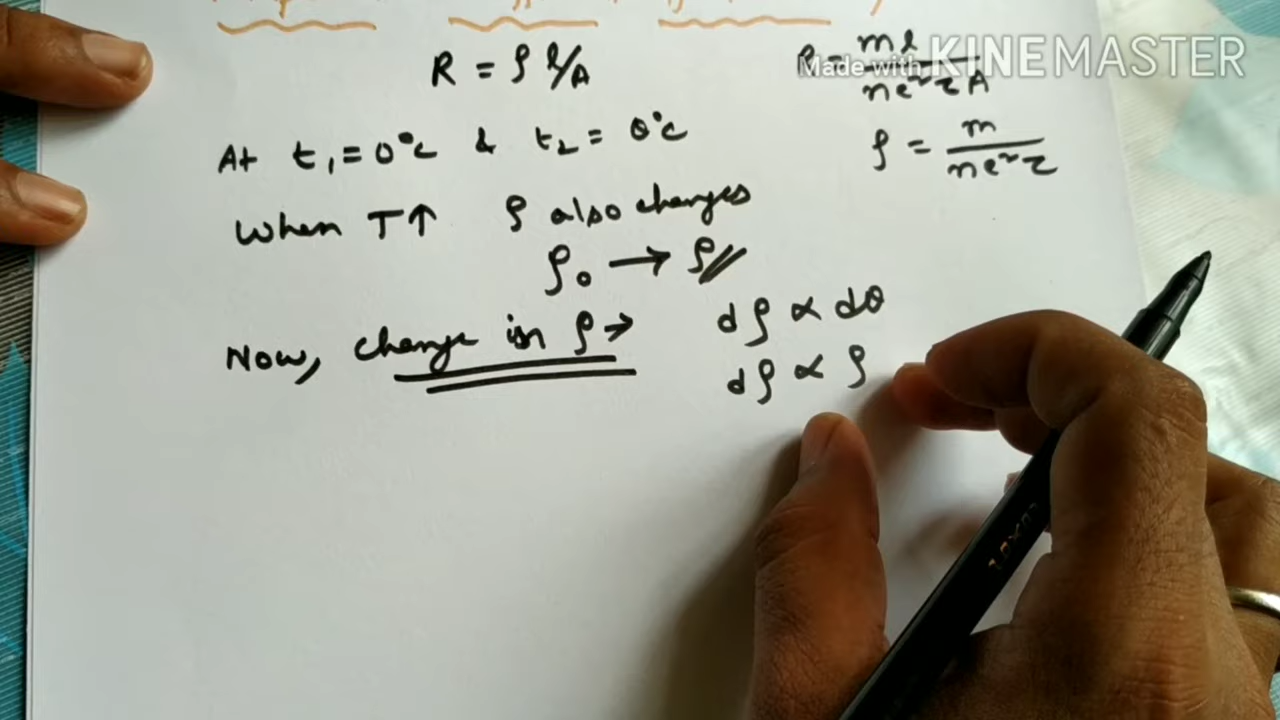 R = ρ l/A
R = ml / ne²τA
Made with KINEMASTER
At t₁ = 0°c & t₂ = θ°c
ρ = m / ne²τ
When T↑ ρ also changes
ρ₀ → ρ
Now, change in ρ → dρ ∝ dθ
dρ ∝ ρ